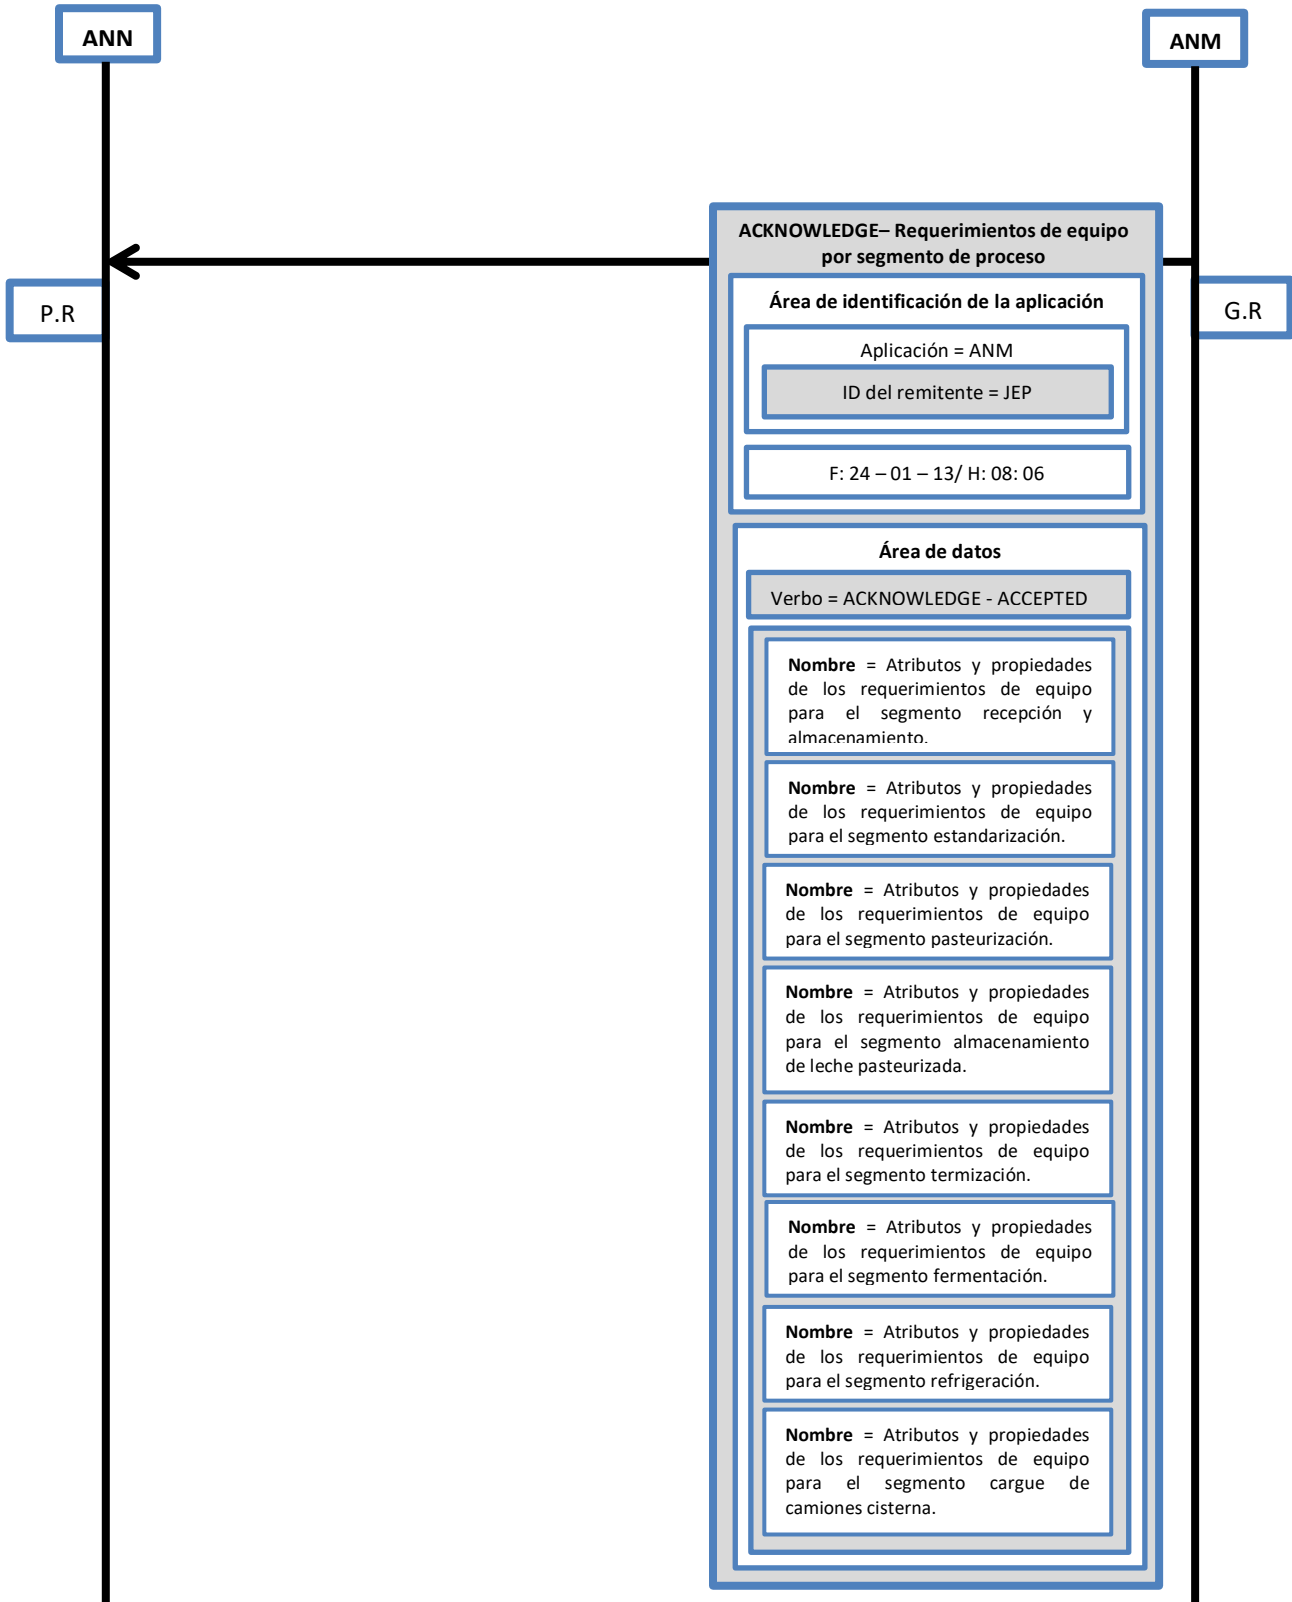 ANN
ANM
ACKNOWLEDGE– Requerimientos de equipo
por segmento de proceso
P.R
G.R
Área de identificación de la aplicación
Aplicación = ANM
ID del remitente = JEP
F: 24 – 01 – 13/ H: 08: 06
Área de datos
Verbo = ACKNOWLEDGE - ACCEPTED
Nombre = Atributos y propiedades
de los requerimientos de equipo
para el segmento recepción y
almacenamiento.
Nombre = Atributos y propiedades
de los requerimientos de equipo
para el segmento estandarización.
Nombre = Atributos y propiedades
de los requerimientos de equipo
para el segmento pasteurización.
Nombre = Atributos y propiedades
de los requerimientos de equipo
para el segmento almacenamiento
de leche pasteurizada.
Nombre = Atributos y propiedades
de los requerimientos de equipo
para el segmento termización.
Nombre = Atributos y propiedades
de los requerimientos de equipo
para el segmento fermentación.
Nombre = Atributos y propiedades
de los requerimientos de equipo
para el segmento refrigeración.
Nombre = Atributos y propiedades
de los requerimientos de equipo
para el segmento cargue de
camiones cisterna.